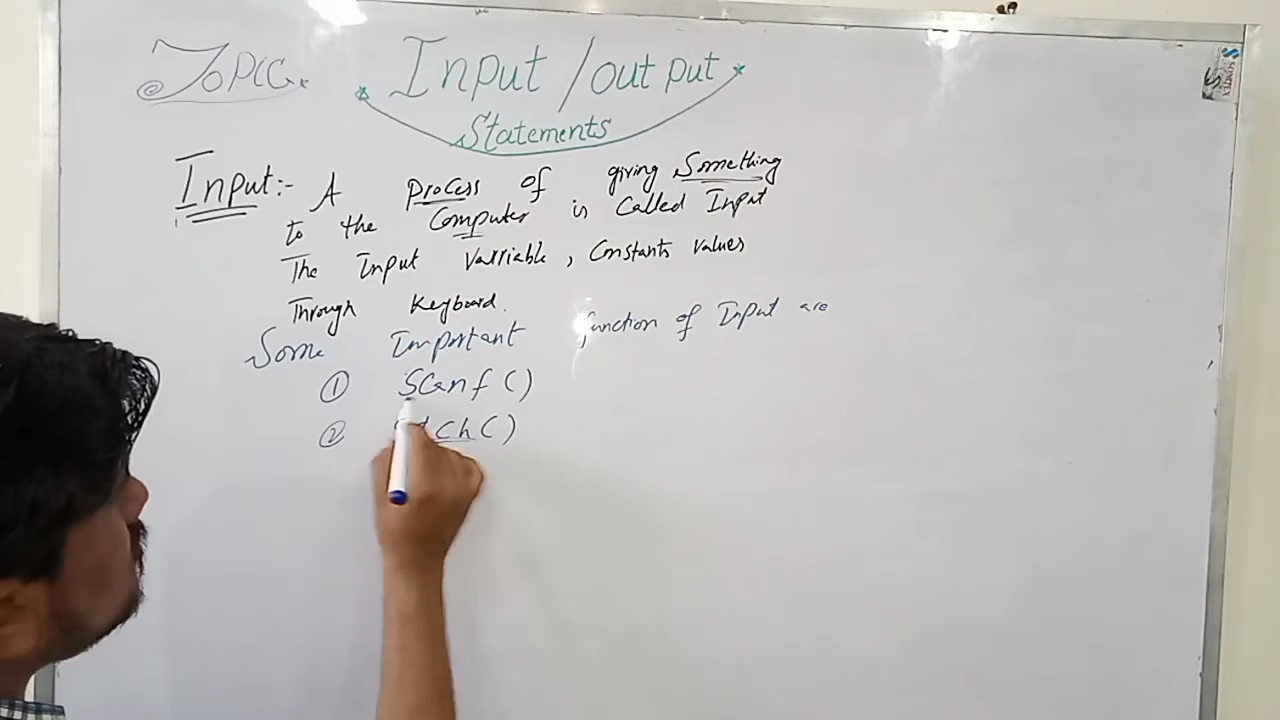 TOPIC.
Input / output
Statements
Input:- A Process of giving Something
to the Computer is Called Input
The Input Varriable, Constants values
Through Keyboard.
Some Important function of Input are
① Scanf ()
② ch ()